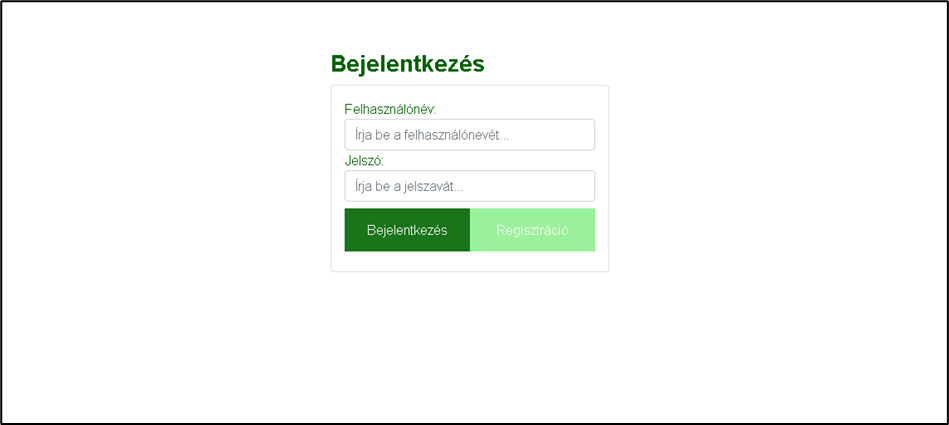 Bejelentkezés
Felhasználónév:
Írja be a felhasználónevét...
Jelszó:
Írja be a jelszavát...
Bejelentkezés Regisztráció